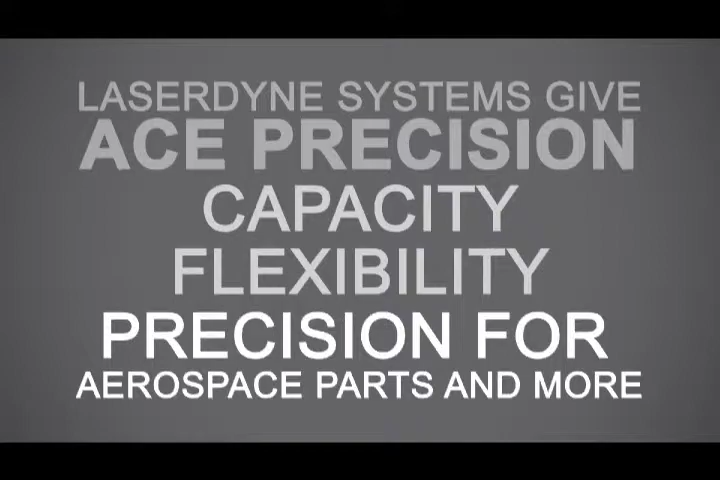 LASERDYNE SYSTEMS GIVE
ACE PRECISION
CAPACITY
FLEXIBILITY
PRECISION FOR
AEROSPACE PARTS AND MORE